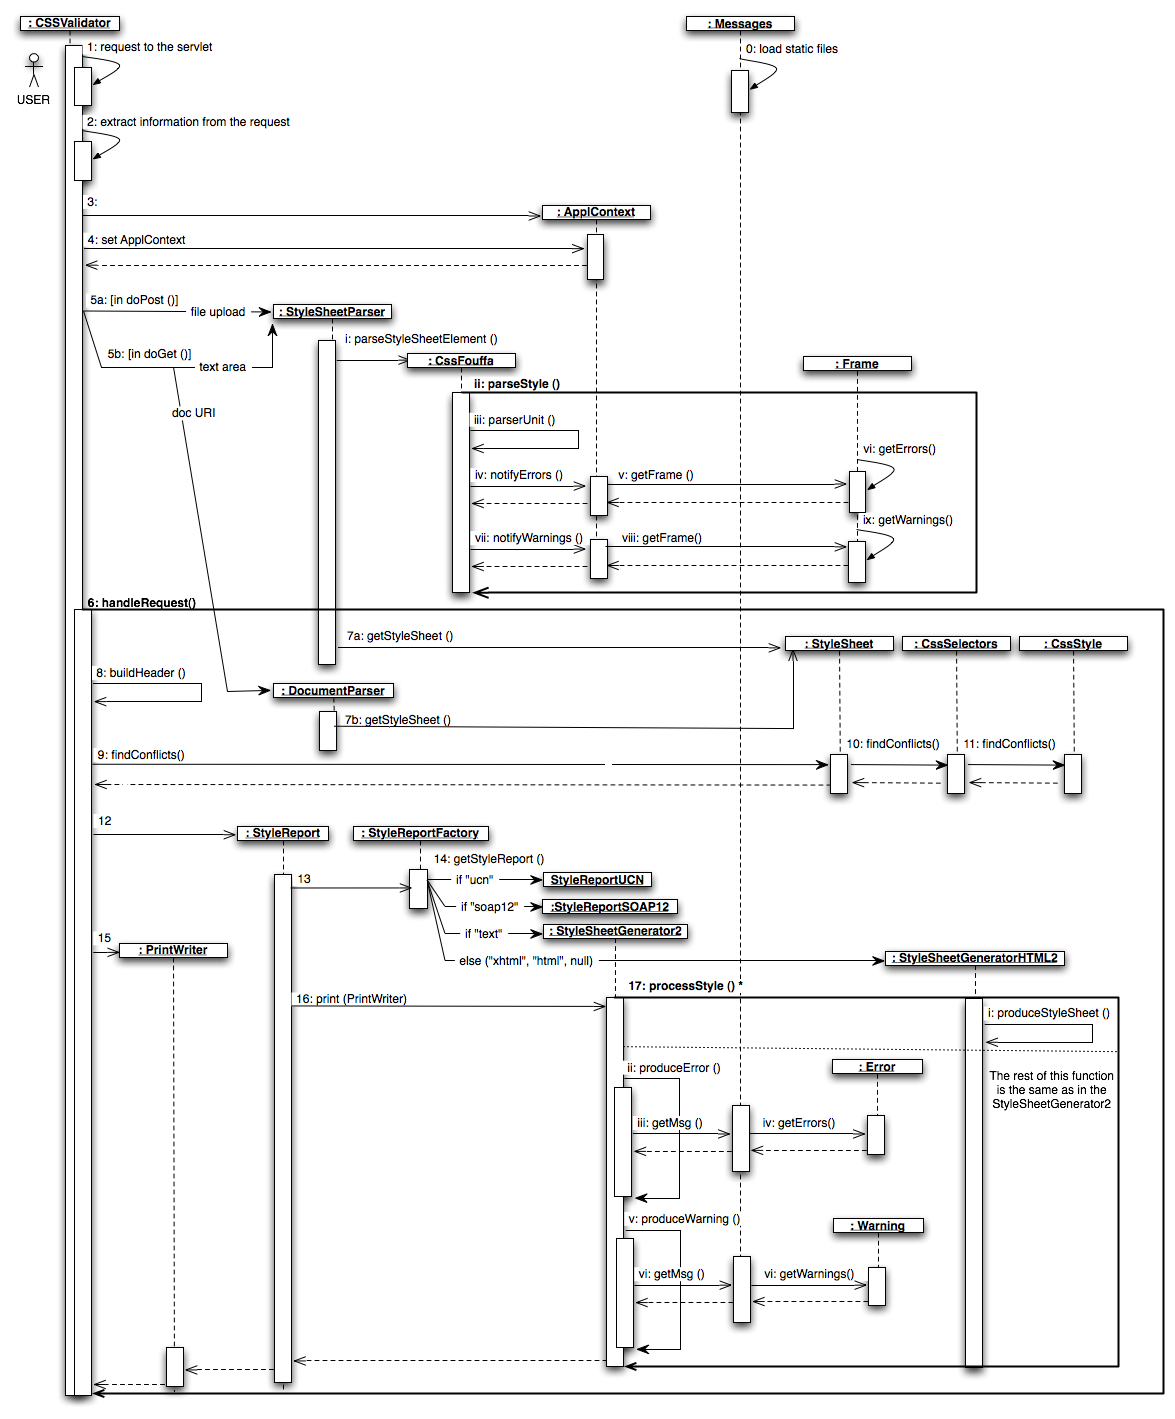 : CSSValidator
: Messages
1: request to the servlet
0: load static files
USER
2: extract information from the request
3:
: ApplContext
4: set ApplContext
5a: [in doPost ()]
file upload
: StyleSheetParser
i: parseStyleSheetElement ()
5b: [in doGet ()]
text area
: CssFouffa
: Frame
ii: parseStyle ()
doc URI
iii: parserUnit ()
vi: getErrors()
iv: notifyErrors ()
v: getFrame ()
ix: getWarnings()
vii: notifyWarnings ()
viii: getFrame()
6: handleRequest()
7a: getStyleSheet ()
: StyleSheet
: CssSelectors
: CssStyle
8: buildHeader ()
: DocumentParser
7b: getStyleSheet ()
9: findConflicts()
10: findConflicts()
11: findConflicts()
12
: StyleReport
: StyleReportFactory
14: getStyleReport ()
13
if "ucn"
StyleReportUCN
if "soap12"
:StyleReportSOAP12
if "text"
: StyleSheetGenerator2
15
: PrintWriter
else ("xhtml", "html", null)
: StyleSheetGeneratorHTML2
17: processStyle () *
16: print (PrintWriter)
i: produceStyleSheet ()
ii: produceError ()
: Error
The rest of this function
is the same as in the
StyleSheetGenerator2
iii: getMsg ()
iv: getErrors()
v: produceWarning ()
: Warning
vi: getMsg ()
vi: getWarnings()